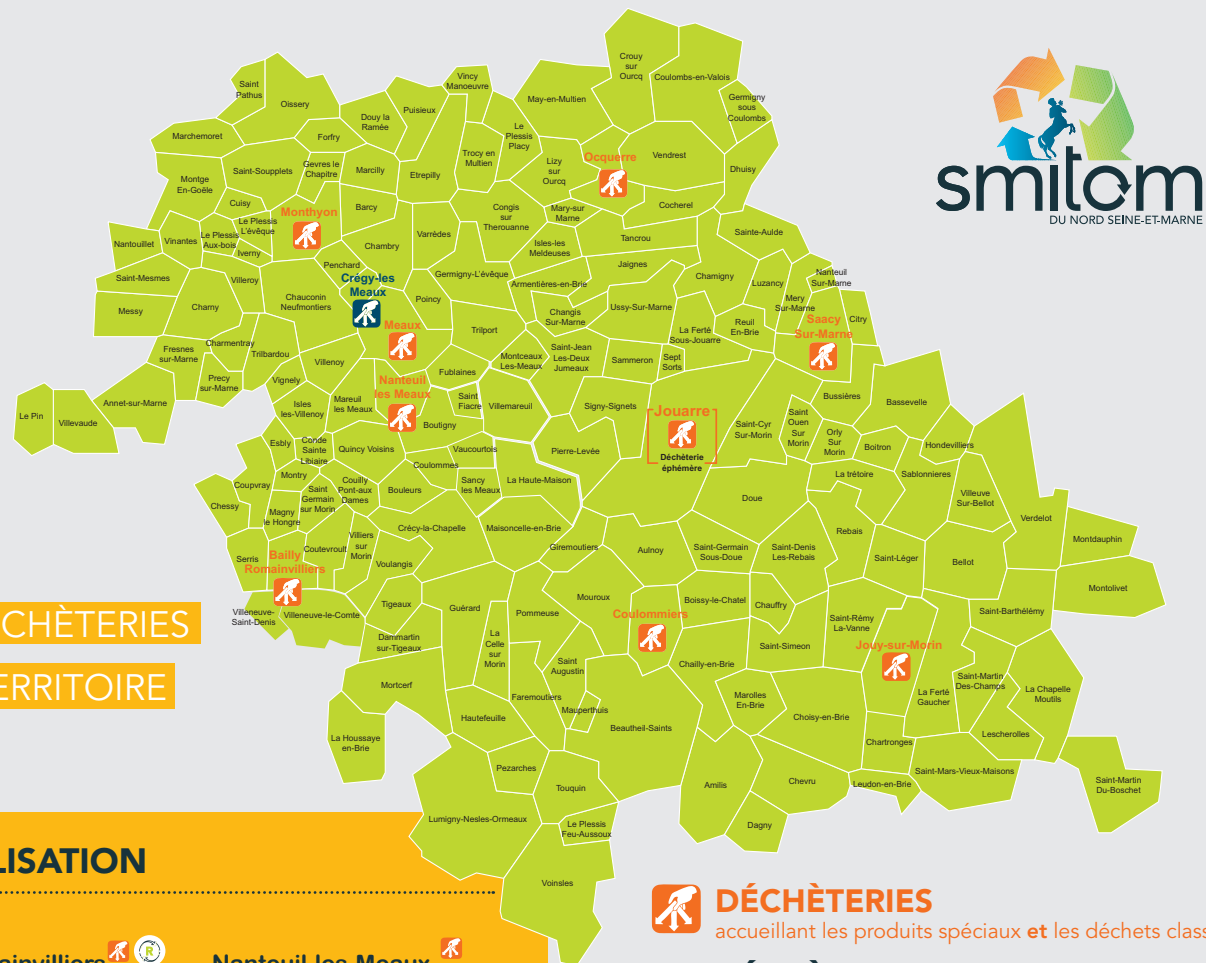 smitom
DU NORD SEINE-ET-MARNE
Crouy
sur
Ourcq
Coulombs-en-Valois
Germigny
sous
Coulombs
Vincy
Manoeuvre
May-en-Multien
Saint
Pathus
Oissery
Puisieux
Douy la
Ramée
Le
Plessis
Placy
Marchemoret
Forfry
Trocy en
Multien
Lizy
sur
Ourcq
Ocquerre
Vendrest
Dhuisy
Montge
En-Goële
Saint-Soupplets
Gevres le
Chapitre
Marcilly
Etrepilly
Cuisy
Monthyon
Barcy
Congis
sur
Therouanne
Mary-sur
Marne
Cocherel
Nantouillet
Vinantes
Le Plessis
Aux-bois
Le Plessis
L'évêque
Iverny
Chambry
Varrèdes
Isles-les
Meldeuses
Tancrou
Sainte-Aulde
Saint-Mesmes
Villeroy
Penchard
Crégy-les
Meaux
Germigny-L'évêque
Armentières-en-Brie
Jaignes
Chamigny
Luzancy
Nanteuil
Sur-Marne
Messy
Charny
Chauconin
Neufmontiers
Poincy
Changis
Sur-Marne
Ussy-Sur-Marne
Mery
Sur-Marne
Citry
Saacy
Sur-Marne
Meaux
Trilport
La Ferté
Sous-Jouarre
Reuil
En-Brie
Fresnes
sur-Marne
Charmentray
Trilbardou
Villenoy
Montceaux
Les-Meaux
Saint-Jean
Les-Deux
Jumeaux
Sammeron
Sept
Sorts
Precy
sur-Marne
Vignely
Nanteuil
les Meaux
Fublaines
Le Pin
Villevaude
Annet-sur-Marne
Isles
les-Villenoy
Mareuil
les Meaux
Saint
Fiacre
Villemareuil
Signy-Signets
Jouarre
Déchèterie
éphémère
Saint-Cyr
Sur-Morin
Saint
Ouen
Sur
Morin
Bussières
Bassevelle
Orly
Sur
Morin
Boitron
Hondevilliers
Esbly
Conde
Sainte
Libiaire
Quincy Voisins
Boutigny
Vaucourtois
Pierre-Levée
Coulommes
Sancy
les Meaux
La Haute-Maison
La trétoire
Sablonnieres
Coupvray
Montry
Saint
Germain
sur Morin
Couilly
Pont-aux
Dames
Bouleurs
Doue
Villeuve
Sur-Bellot
Verdelot
Chessy
Magny
le Hongre
Crécy-la-Chapelle
Maisoncelle-en-Brie
Rebais
Montdauphin
Serris
Bailly
Romainvilliers
Coutevroult
Villiers
sur
Morin
Voulangis
Giremoutiers
Aulnoy
Saint-Germain
Sous-Doue
Saint-Denis
Les-Rebais
Saint-Léger
Bellot
Montolivet
Villeneuve-
Saint-Denis
Villeneuve-le-Comte
Tigeaux
Guérard
Pommeuse
Mouroux
Coulommiers
Boissy-le-Chatel
Chauffry
Saint-Rémy
La-Vanne
Saint-Barthélémy
Dammartin
sur-Tigeaux
La
Celle
sur
Morin
Saint
Augustin
Chailly-en-Brie
Saint-Simeon
Jouy-sur-Morin
Mortcerf
Faremoutiers
Mauperthuis
Marolles
En-Brie
La Ferté
Gaucher
Saint-Martin
Des-Champs
La Chapelle
Moutils
Hautefeuille
Beautheil-Saints
Choisy-en-Brie
Lescherolles
La Houssaye
en-Brie
Chartronges
Pezarches
Touquin
Amilis
Chevru
Leudon-en-Brie
Saint-Mars-Vieux-Maisons
Saint-Martin
Du-Boschet
Lumigny-Nesles-Ormeaux
Le Plessis
Feu-Aussoux
Dagny
Voinsles
CHÈTERIES
ERRITOIRE
LISATION
ainvilliers
R
Nanteuil-les-Meaux
DÉCHÈTERIES
accueillant les produits spéciaux et les déchets class